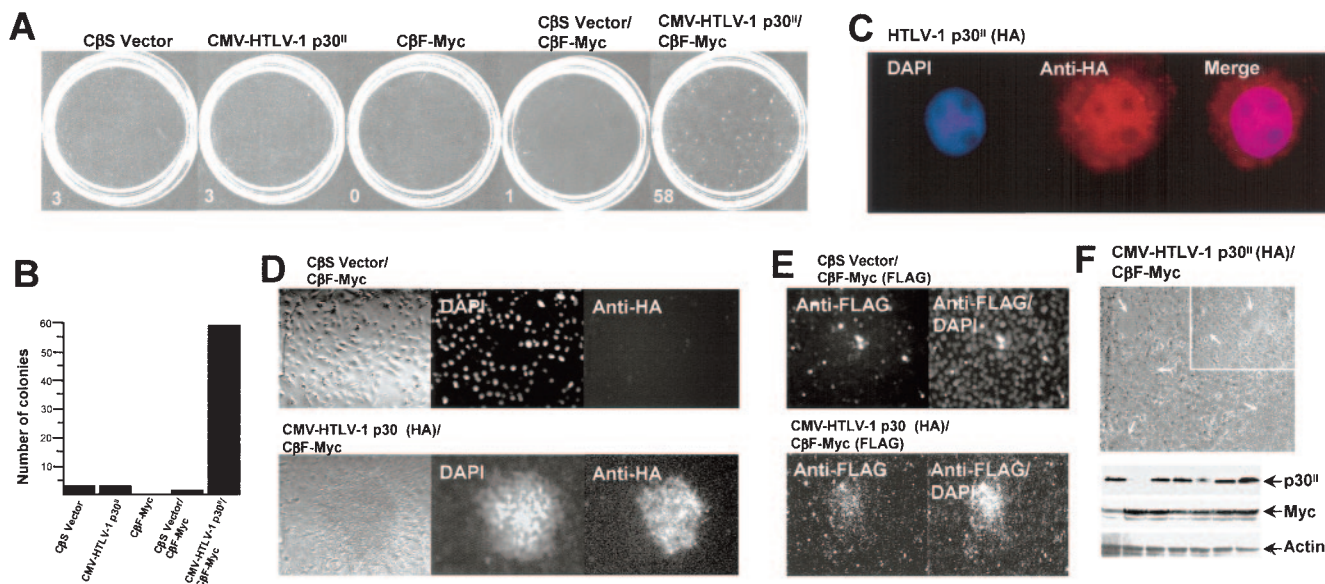 A
CβS Vector
CMV-HTLV-1 p30ᴵᴵ
CβF-Myc
CβS Vector/
CβF-Myc
CMV-HTLV-1 p30ᴵᴵ/
CβF-Myc
3
3
0
1
58
C
HTLV-1 p30ᴵᴵ (HA)
DAPI
Anti-HA
Merge
B
Number of colonies
60
50
40
30
20
10
CβS Vector
CMV-HTLV-1 p30ᴵᴵ
CβF-Myc
CβS Vector/
CβF-Myc
CMV-HTLV-1 p30ᴵᴵ/
CβF-Myc
D
CβS Vector/
CβF-Myc
DAPI
Anti-HA
CMV-HTLV-1 p30 (HA)/
CβF-Myc
DAPI
Anti-HA
E
CβS Vector/
CβF-Myc (FLAG)
Anti-FLAG
Anti-FLAG/
DAPI
CMV-HTLV-1 p30 (HA)/
CβF-Myc (FLAG)
Anti-FLAG
Anti-FLAG/
DAPI
F
CMV-HTLV-1 p30ᴵᴵ (HA)/
CβF-Myc
p30ᴵᴵ
Myc
Actin